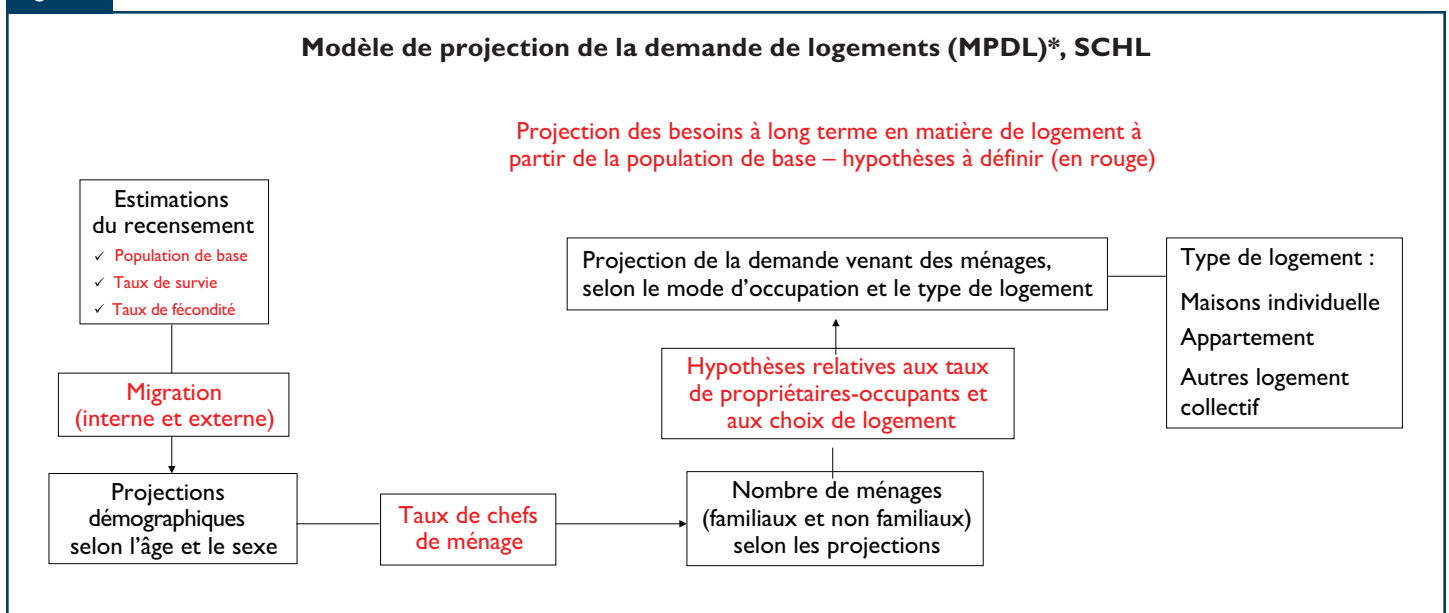 Modèle de projection de la demande de logements (MPDL)*, SCHL
Projection des besoins à long terme en matière de logement à
partir de la population de base – hypothèses à définir (en rouge)
Estimations
du recensement
✓ Population de base
✓ Taux de survie
✓ Taux de fécondité
Migration
(interne et externe)
Projections
démographiques
selon l’âge et le sexe
Taux de chefs
de ménage
Nombre de ménages
(familiaux et non familiaux)
selon les projections
Hypothèses relatives aux taux
de propriétaires-occupants et
aux choix de logement
Projection de la demande venant des ménages,
selon le mode d’occupation et le type de logement
Type de logement :
Maisons individuelle
Appartement
Autres logement
collectif